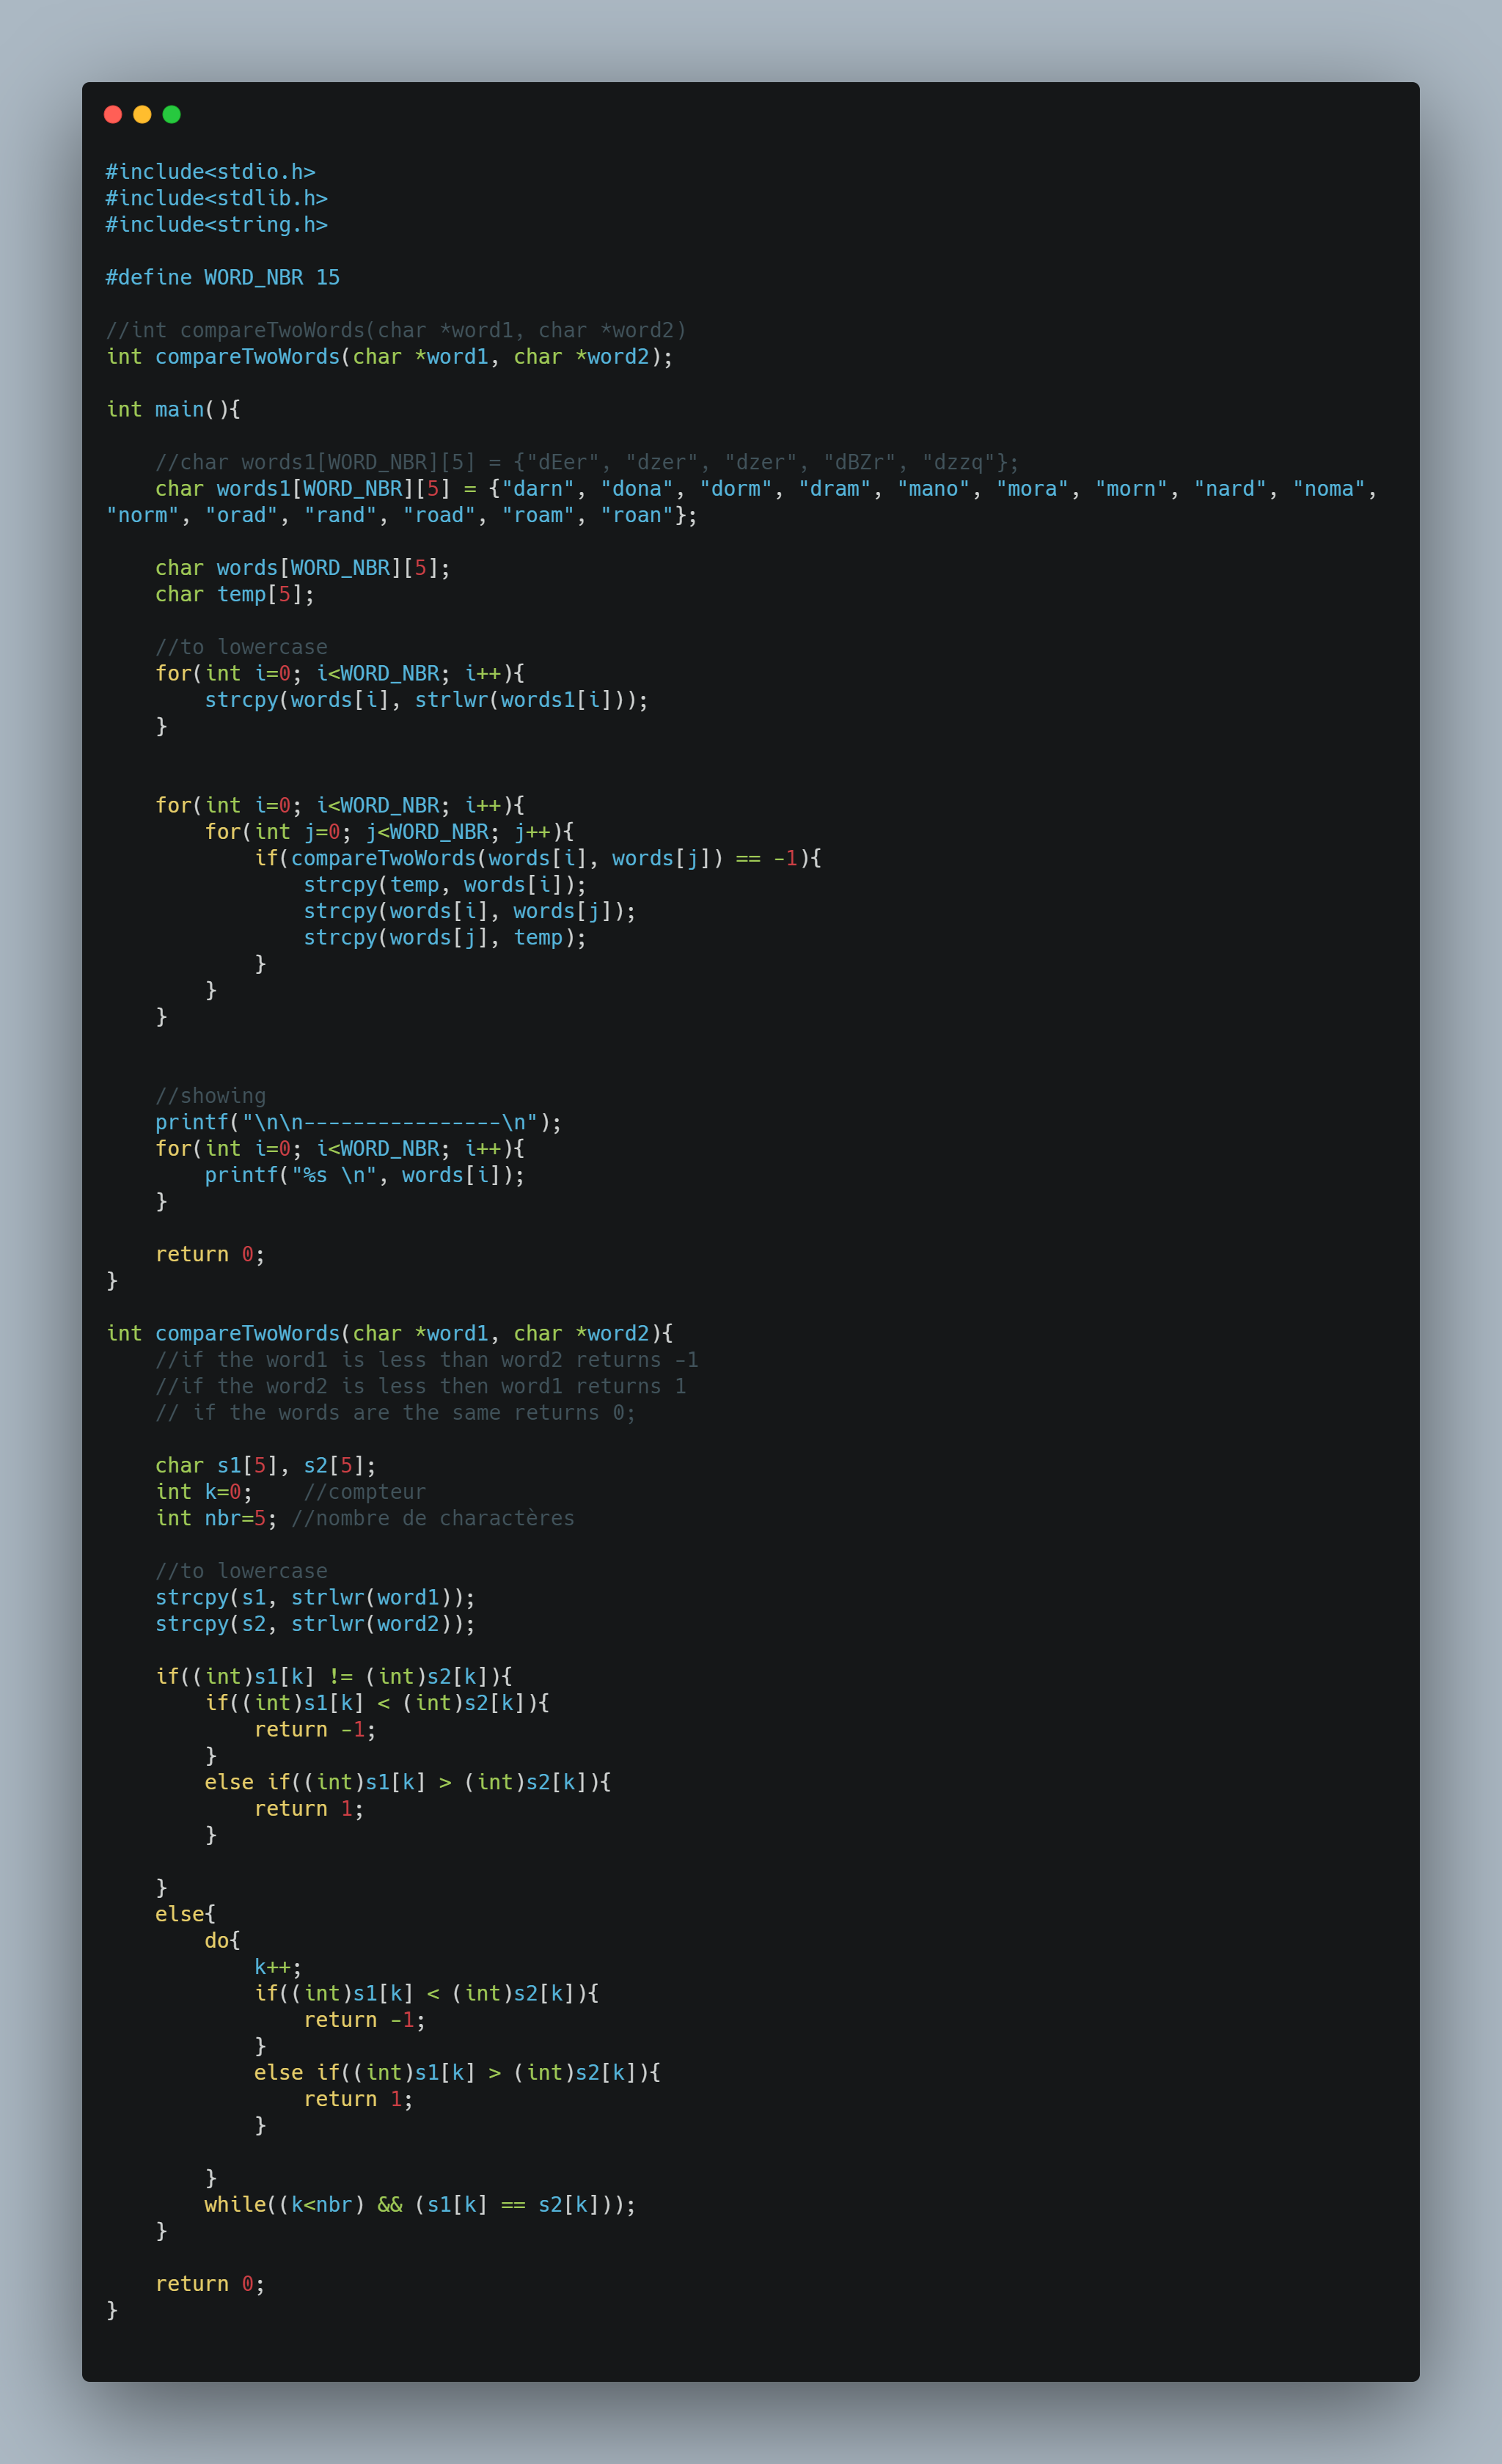 #include<stdio.h>
#include<stdlib.h>
#include<string.h>

#define WORD_NBR 15

//int compareTwoWords(char *word1, char *word2)
int compareTwoWords(char *word1, char *word2);

int main(){

    //char words1[WORD_NBR][5] = {"dEer", "dzer", "dzer", "dBZr", "dzzq"};
    char words1[WORD_NBR][5] = {"darn", "dona", "dorm", "dram", "mano", "mora", "morn", "nard", "noma",
"norm", "orad", "rand", "road", "roam", "roan"};

    char words[WORD_NBR][5];
    char temp[5];

    //to lowercase
    for(int i=0; i<WORD_NBR; i++){
        strcpy(words[i], strlwr(words1[i]));
    }


    for(int i=0; i<WORD_NBR; i++){
        for(int j=0; j<WORD_NBR; j++){
            if(compareTwoWords(words[i], words[j]) == -1){
                strcpy(temp, words[i]);
                strcpy(words[i], words[j]);
                strcpy(words[j], temp);
            }
        }
    }


    //showing
    printf("\n\n----------------\n");
    for(int i=0; i<WORD_NBR; i++){
        printf("%s \n", words[i]);
    }

    return 0;
}

int compareTwoWords(char *word1, char *word2){
    //if the word1 is less than word2 returns -1
    //if the word2 is less then word1 returns 1
    // if the words are the same returns 0;

    char s1[5], s2[5];
    int k=0;    //compteur
    int nbr=5; //nombre de charactères

    //to lowercase
    strcpy(s1, strlwr(word1));
    strcpy(s2, strlwr(word2));

    if((int)s1[k] != (int)s2[k]){
        if((int)s1[k] < (int)s2[k]){
            return -1;
        }
        else if((int)s1[k] > (int)s2[k]){
            return 1;
        }

    }
    else{
        do{
            k++;
            if((int)s1[k] < (int)s2[k]){
                return -1;
            }
            else if((int)s1[k] > (int)s2[k]){
                return 1;
            }

        }
        while((k<nbr) && (s1[k] == s2[k]));
    }

    return 0;
}